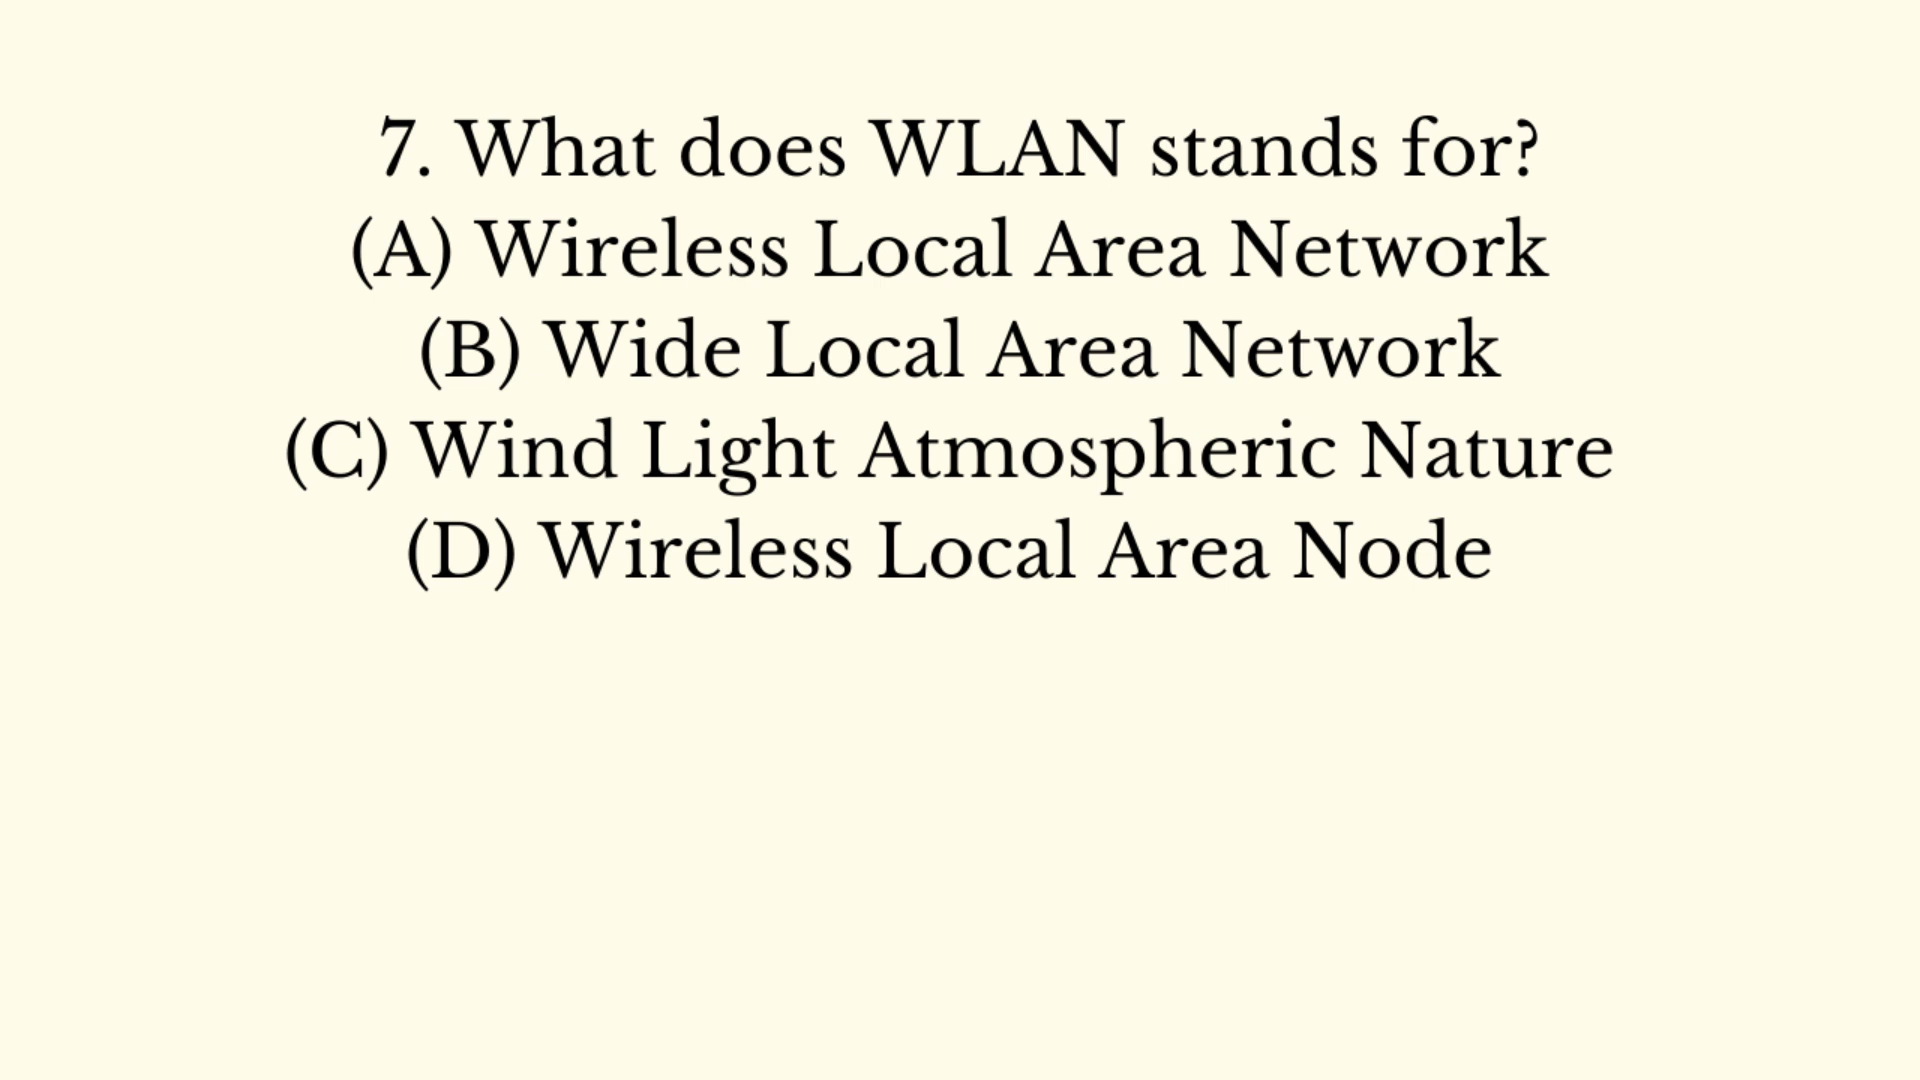 7. What does WLAN stands for?
(A) Wireless Local Area Network
(B) Wide Local Area Network
(C) Wind Light Atmospheric Nature
(D) Wireless Local Area Node